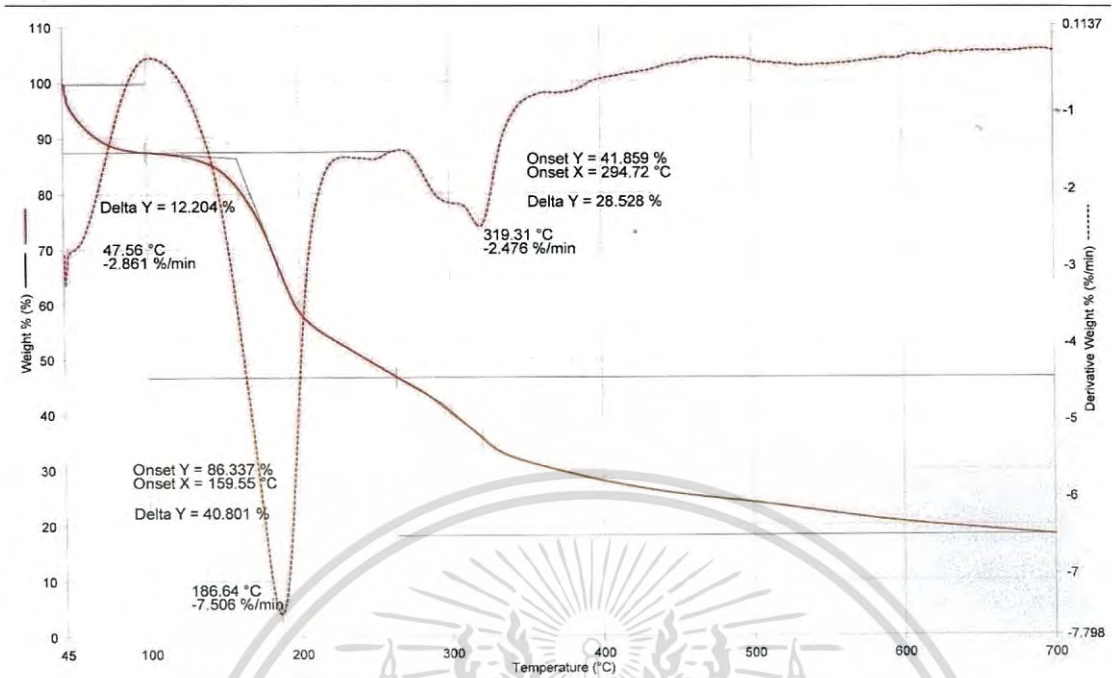 110
100
90
80
70
60
50
40
30
20
10
0
Weight % (%)
Delta Y = 12.204 %
47.56 °C
-2.861 %/min
Onset Y = 86.337 %
Onset X = 159.55 °C
Delta Y = 40.801 %
186.64 °C
-7.506 %/min
Onset Y = 41.859 %
Onset X = 294.72 °C
Delta Y = 28.528 %
319.31 °C
-2.476 %/min
0.1137
-1
-2
-3
-4
-5
-6
-7
-7.798
Derivative Weight % (%/min)
45 100 200 300 400 500 600 700
Temperature (°C)